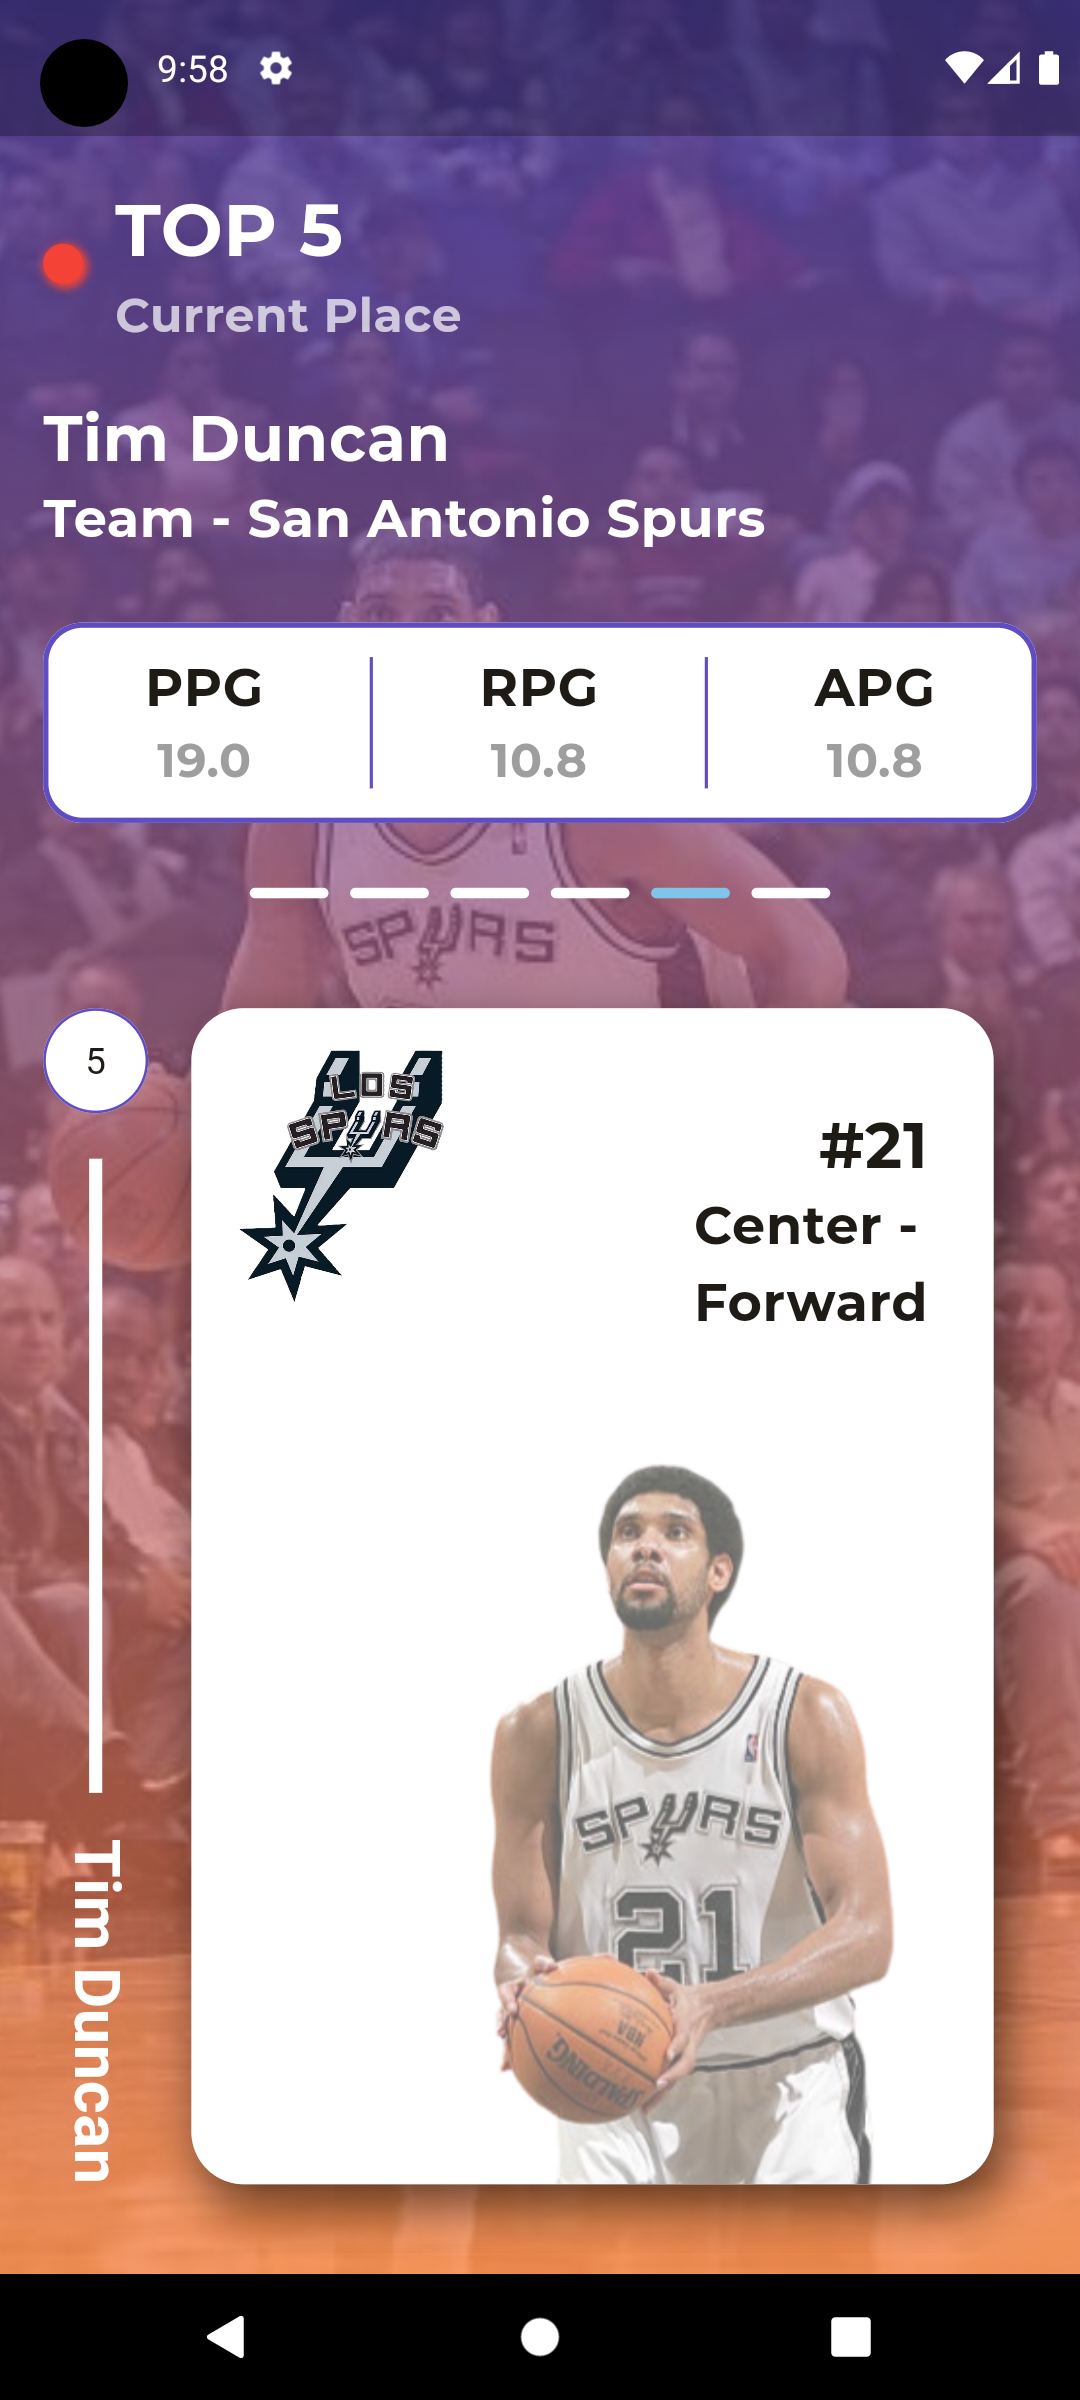 9:58
TOP 5
Current Place
Tim Duncan
Team - San Antonio Spurs
PPG
RPG
APG
19.0
10.8
10.8
SPURS
5
LOS
SPURS
#21
Center -
Forward
SPURS
21
NBA
SPALDING
Tim Duncan